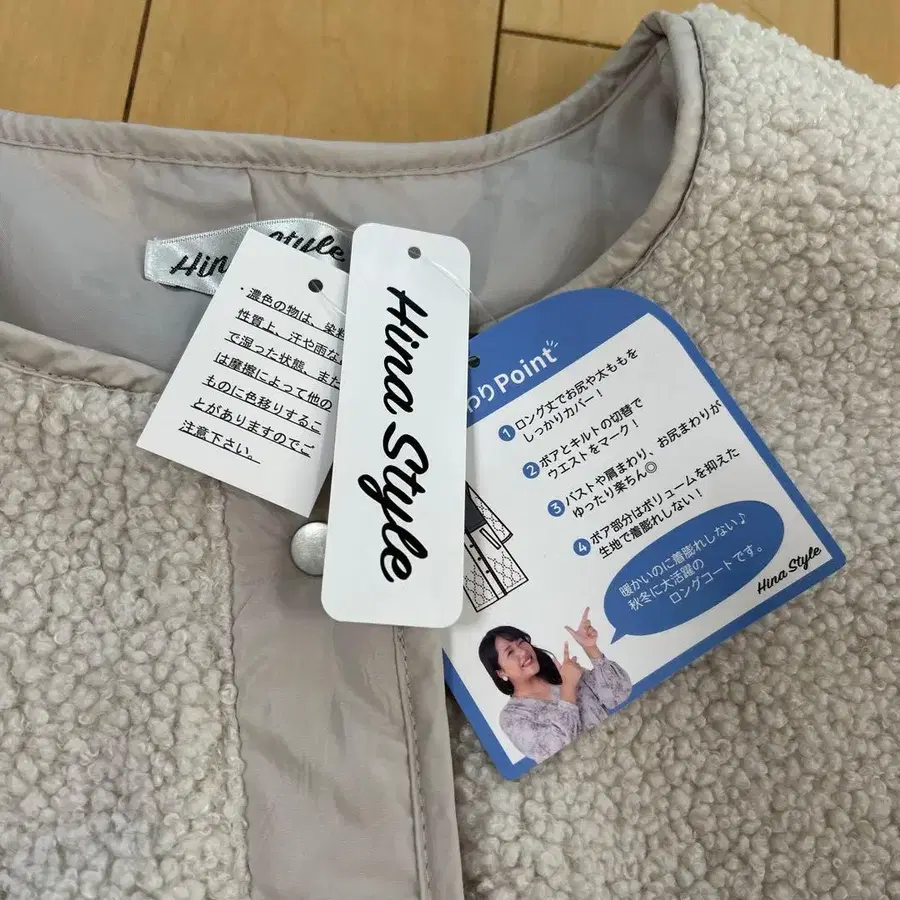 Hina Style
・濃色の物は、染料
性質上、汗や雨な
で湿った状態、また
は摩擦によって他の
ものに色移りするこ
とがありますのでご
注意下さい。
Hina Style
わりPoint
1 ロング丈でお尻や太ももを
しっかりカバー！
2 ボアとキルトの切替で
ウエストをマーク！
3 バストや肩まわり、お尻まわりが
ゆったり楽ちん◎
4 ボア部分はボリュームを抑えた
生地で着膨れしない！
暖かいのに着膨れしない♪
秋冬に大活躍の
ロングコートです。
Hina Style